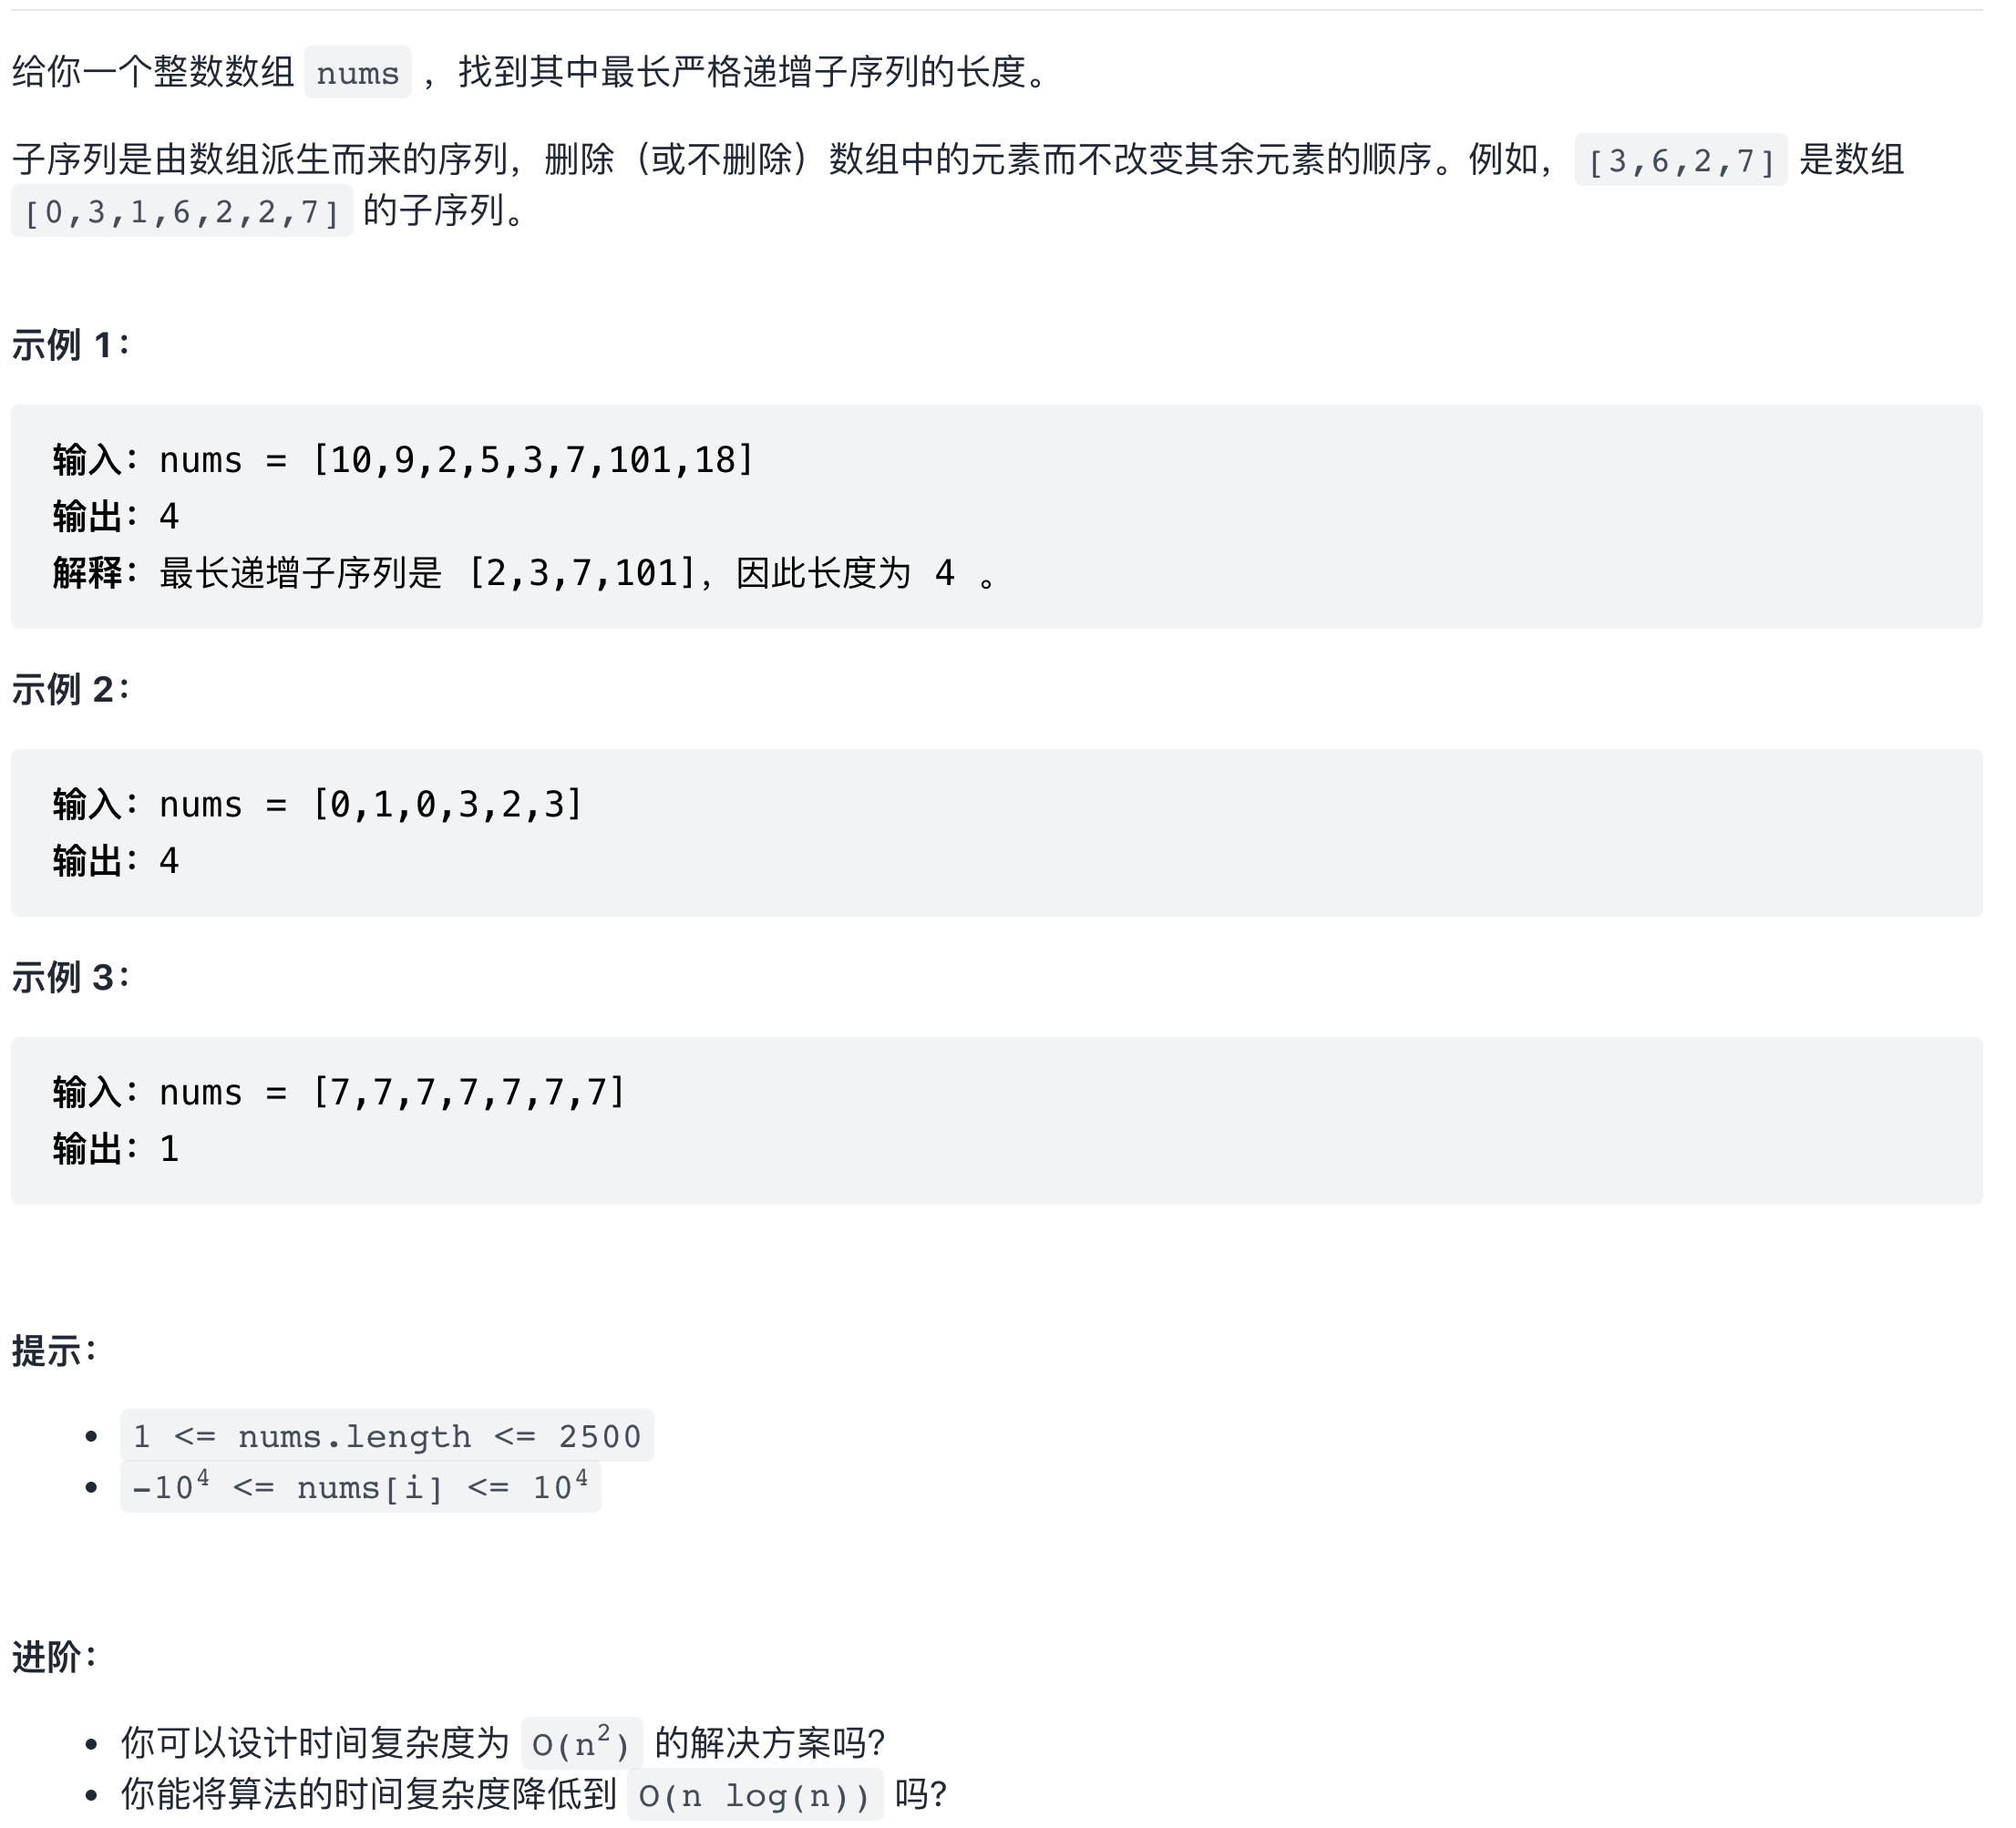 给你一个整数数组 nums ，找到其中最长严格递增子序列的长度。
子序列是由数组派生而来的序列，删除（或不删除）数组中的元素而不改变其余元素的顺序。例如，[3,6,2,7] 是数组
[0,3,1,6,2,2,7] 的子序列。
示例 1：
输入：nums = [10,9,2,5,3,7,101,18]
输出：4
解释：最长递增子序列是 [2,3,7,101]，因此长度为 4 。
示例 2：
输入：nums = [0,1,0,3,2,3]
输出：4
示例 3：
输入：nums = [7,7,7,7,7,7,7]
输出：1
提示：
• 1 <= nums.length <= 2500
• -10⁴ <= nums[i] <= 10⁴
进阶：
• 你可以设计时间复杂度为 O(n²) 的解决方案吗？
• 你能将算法的时间复杂度降低到 O(n log(n)) 吗?